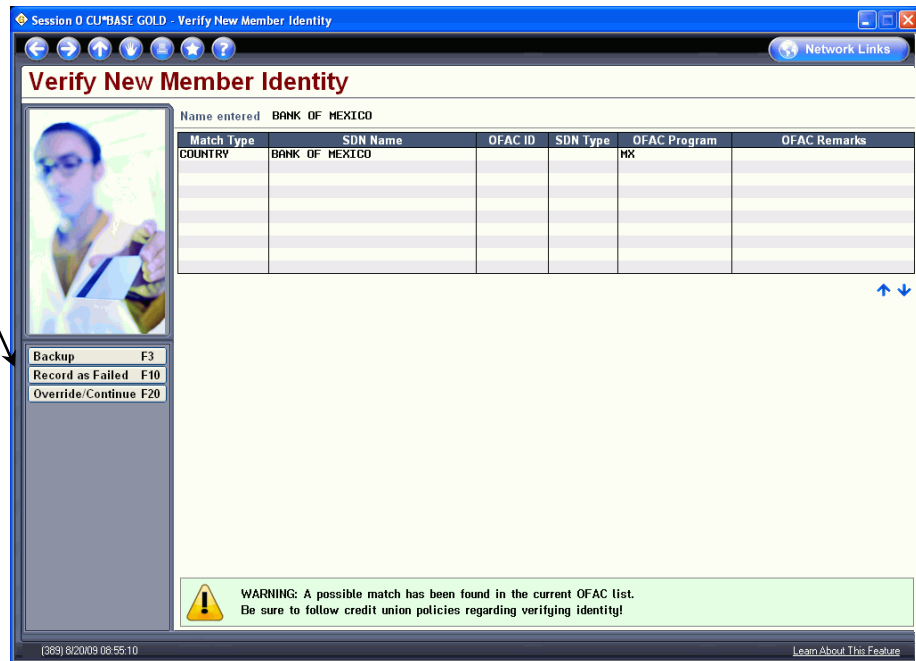 Session 0 CU*BASE GOLD - Verify New Member Identity
Network Links
Verify New Member Identity
Name entered BANK OF MEXICO
Match Type SDN Name OFAC ID SDN Type OFAC Program OFAC Remarks
COUNTRY BANK OF MEXICO MX
Backup F3
Record as Failed F10
Override/Continue F20
WARNING: A possible match has been found in the current OFAC list.
Be sure to follow credit union policies regarding verifying identity!
(389) 8/20/09 08:55:10 Learn About This Feature